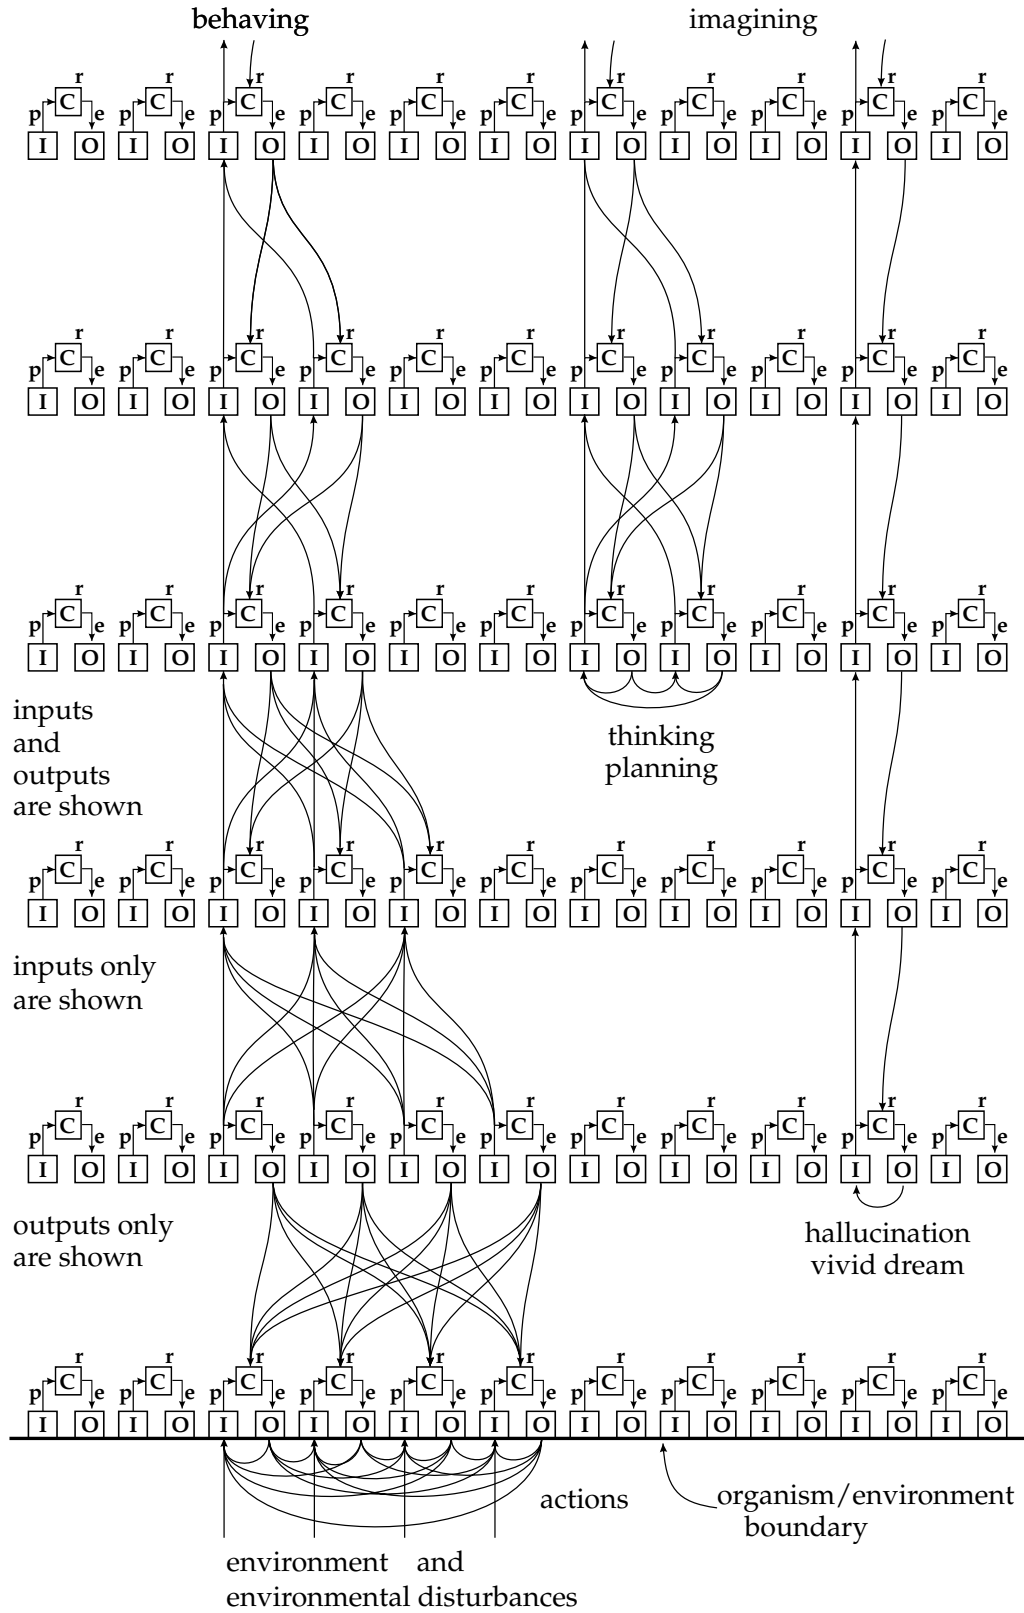 behaving imagining
r r r r r r r r r r r
C C C C C C C C C C C
p e p e p e p e p e p e p e p e p e p e p e
I O I O I O I O I O I O I O I O I O I O I O
r r r r r r r r r r r
C C C C C C C C C C C
p e p e p e p e p e p e p e p e p e p e p e
I O I O I O I O I O I O I O I O I O I O I O
r r r r r r r r r r r
C C C C C C C C C C C
p e p e p e p e p e p e p e p e p e p e p e
I O I O I O I O I O I O I O I O I O I O I O
inputs
and
outputs
are shown
thinking
planning
r r r r r r r r r r r
C C C C C C C C C C C
p e p e p e p e p e p e p e p e p e p e p e
I O I O I O I O I O I O I O I O I O I O I O
inputs only
are shown
r r r r r r r r r r r
C C C C C C C C C C C
p e p e p e p e p e p e p e p e p e p e p e
I O I O I O I O I O I O I O I O I O I O I O
outputs only
are shown
hallucination
vivid dream
r r r r r r r r r r r
C C C C C C C C C C C
p e p e p e p e p e p e p e p e p e p e p e
I O I O I O I O I O I O I O I O I O I O I O
actions
organism/environment
boundary
environment and
environmental disturbances